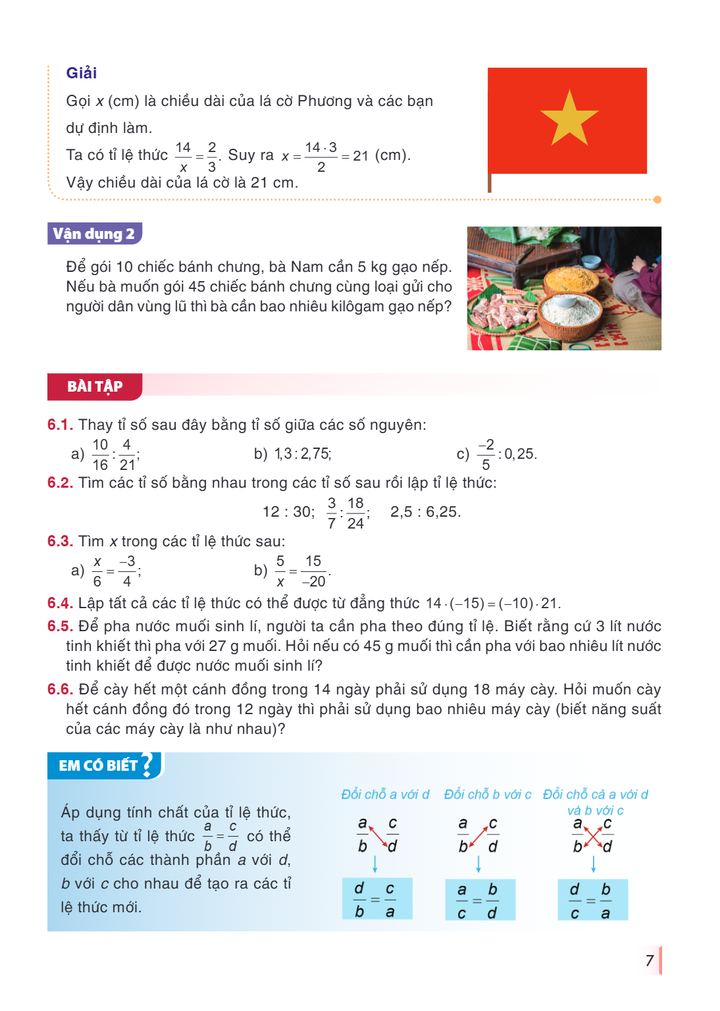 Giải
Gọi x (cm) là chiều dài của lá cờ Phương và các bạn
dự định làm.
Ta có tỉ lệ thức 14/x = 2/3. Suy ra x = (14 · 3)/2 = 21 (cm).
Vậy chiều dài của lá cờ là 21 cm.
Vận dụng 2
Để gói 10 chiếc bánh chưng, bà Nam cần 5 kg gạo nếp.
Nếu bà muốn gói 45 chiếc bánh chưng cùng loại gửi cho
người dân vùng lũ thì bà cần bao nhiêu kilôgam gạo nếp?
BÀI TẬP
6.1. Thay tỉ số sau đây bằng tỉ số giữa các số nguyên:
a) 10/16 : 4/21; b) 1,3 : 2,75; c) −2/5 : 0,25.
6.2. Tìm các tỉ số bằng nhau trong các tỉ số sau rồi lập tỉ lệ thức:
12 : 30; 3/7 : 18/24; 2,5 : 6,25.
6.3. Tìm x trong các tỉ lệ thức sau:
a) x/6 = −3/4; b) 5/x = 15/−20.
6.4. Lập tất cả các tỉ lệ thức có thể được từ đẳng thức 14 · (−15) = (−10) · 21.
6.5. Để pha nước muối sinh lí, người ta cần pha theo đúng tỉ lệ. Biết rằng cứ 3 lít nước
tinh khiết thì pha với 27 g muối. Hỏi nếu có 45 g muối thì cần pha với bao nhiêu lít nước
tinh khiết để được nước muối sinh lí?
6.6. Để cày hết một cánh đồng trong 14 ngày phải sử dụng 18 máy cày. Hỏi muốn cày
hết cánh đồng đó trong 12 ngày thì phải sử dụng bao nhiêu máy cày (biết năng suất
của các máy cày là như nhau)?
EM CÓ BIẾT?
Áp dụng tính chất của tỉ lệ thức,
ta thấy từ tỉ lệ thức a/b = c/d có thể
đổi chỗ các thành phần a với d,
b với c cho nhau để tạo ra các tỉ
lệ thức mới.
Đổi chỗ a với d Đổi chỗ b với c Đổi chỗ cả a với d
và b với c
a c a c a c
b d b d b d
d/b = c/a a/c = b/d d/c = b/a
7